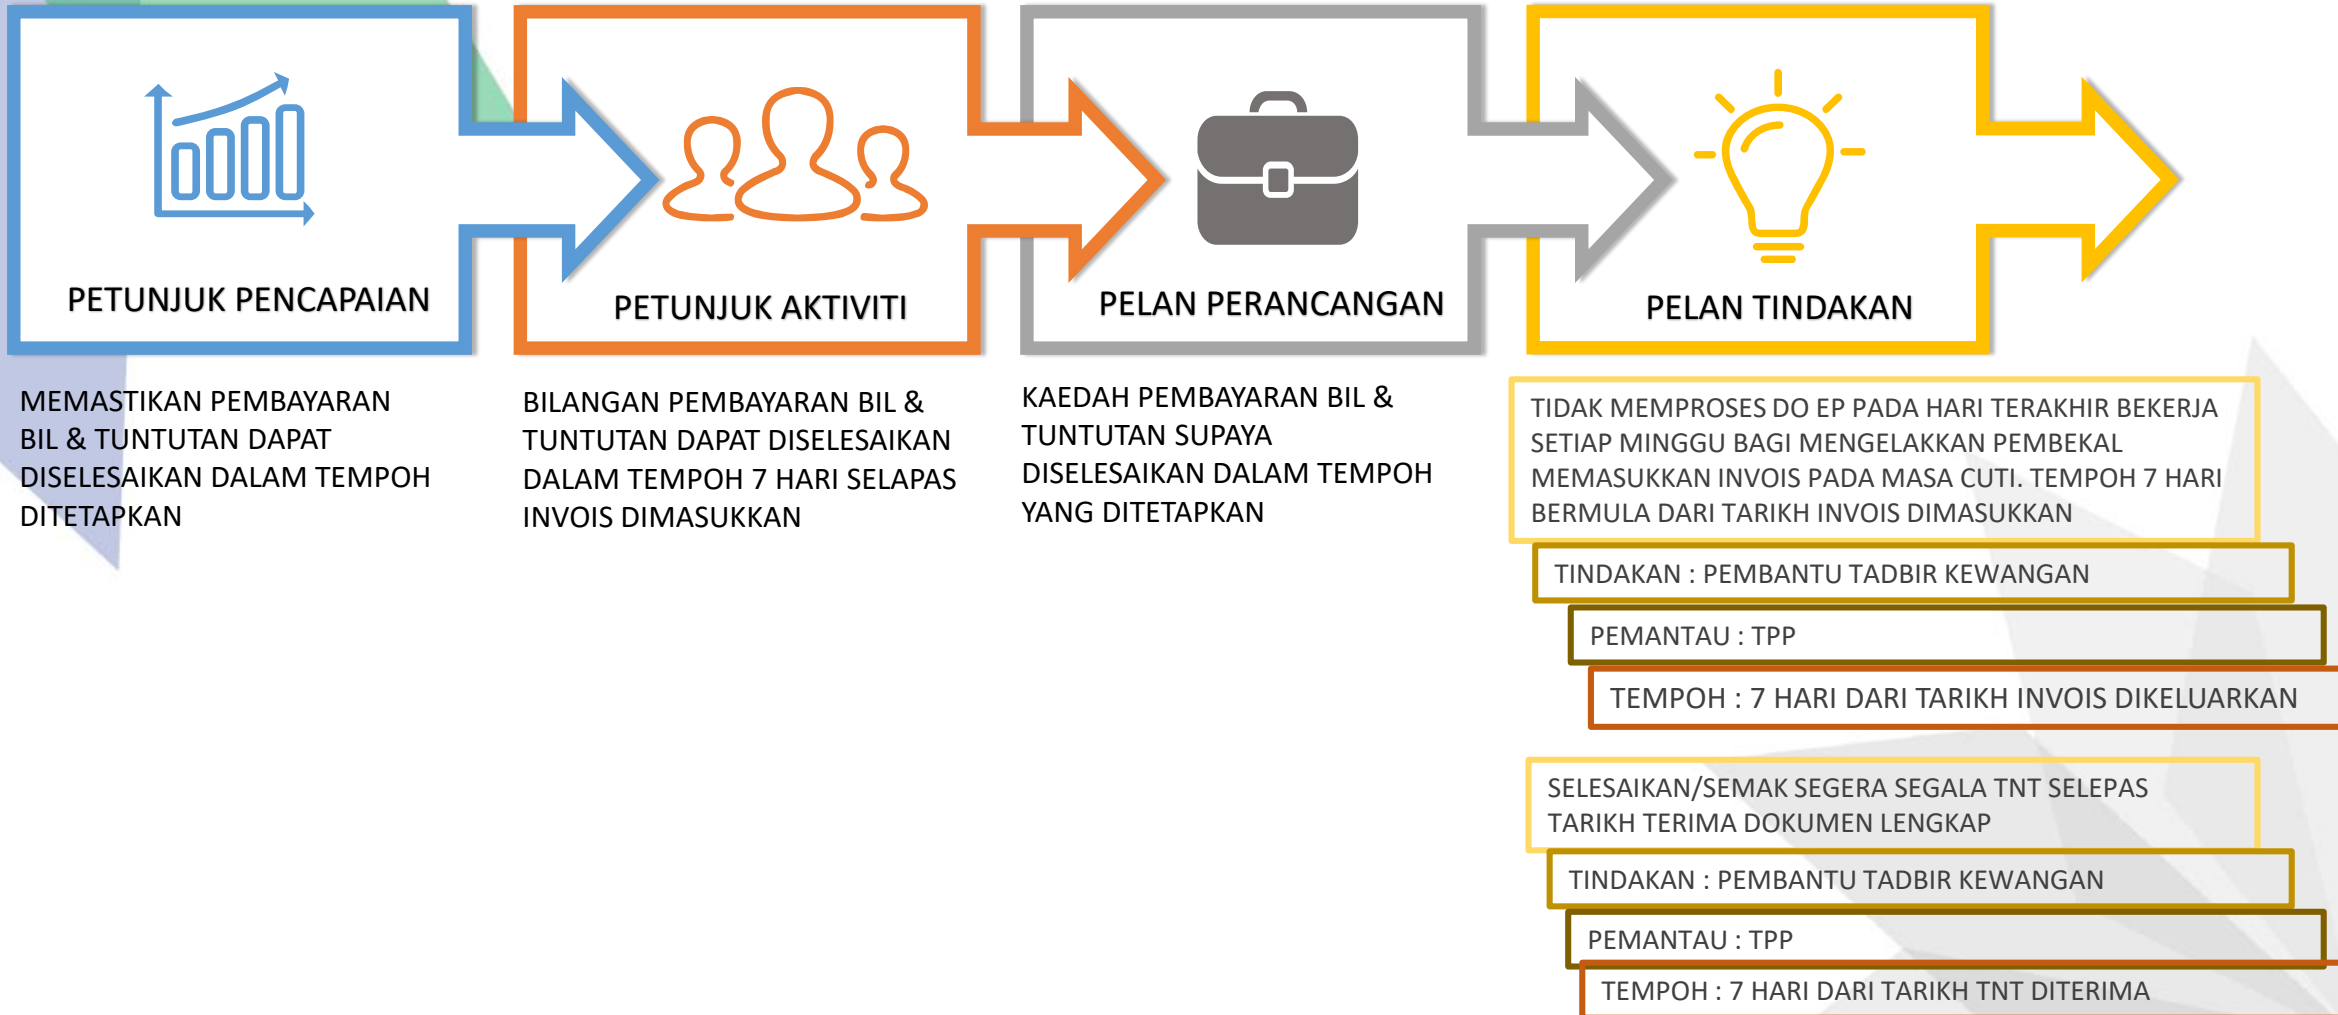 PETUNJUK PENCAPAIAN
MEMASTIKAN PEMBAYARAN
BIL & TUNTUTAN DAPAT
DISELESAIKAN DALAM TEMPOH
DITETAPKAN
PETUNJUK AKTIVITI
BILANGAN PEMBAYARAN BIL &
TUNTUTAN DAPAT DISELESAIKAN
DALAM TEMPOH 7 HARI SELAPAS
INVOIS DIMASUKKAN
PELAN PERANCANGAN
KAEDAH PEMBAYARAN BIL &
TUNTUTAN SUPAYA
DISELESAIKAN DALAM TEMPOH
YANG DITETAPKAN
PELAN TINDAKAN
TIDAK MEMPROSES DO EP PADA HARI TERAKHIR BEKERJA
SETIAP MINGGU BAGI MENGELAKKAN PEMBEKAL
MEMASUKKAN INVOIS PADA MASA CUTI. TEMPOH 7 HARI
BERMULA DARI TARIKH INVOIS DIMASUKKAN
TINDAKAN : PEMBANTU TADBIR KEWANGAN
PEMANTAU : TPP
TEMPOH : 7 HARI DARI TARIKH INVOIS DIKELUARKAN
SELESAIKAN/SEMAK SEGERA SEGALA TNT SELEPAS
TARIKH TERIMA DOKUMEN LENGKAP
TINDAKAN : PEMBANTU TADBIR KEWANGAN
PEMANTAU : TPP
TEMPOH : 7 HARI DARI TARIKH TNT DITERIMA